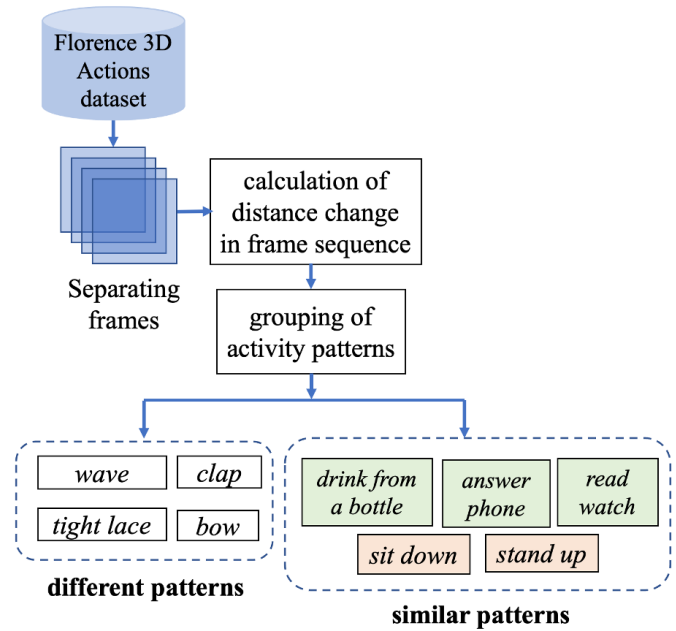 Florence 3D
Actions
dataset
Separating
frames
calculation of
distance change
in frame sequence
grouping of
activity patterns
wave
clap
tight lace
bow
different patterns
drink from
a bottle
answer
phone
read
watch
sit down
stand up
similar patterns